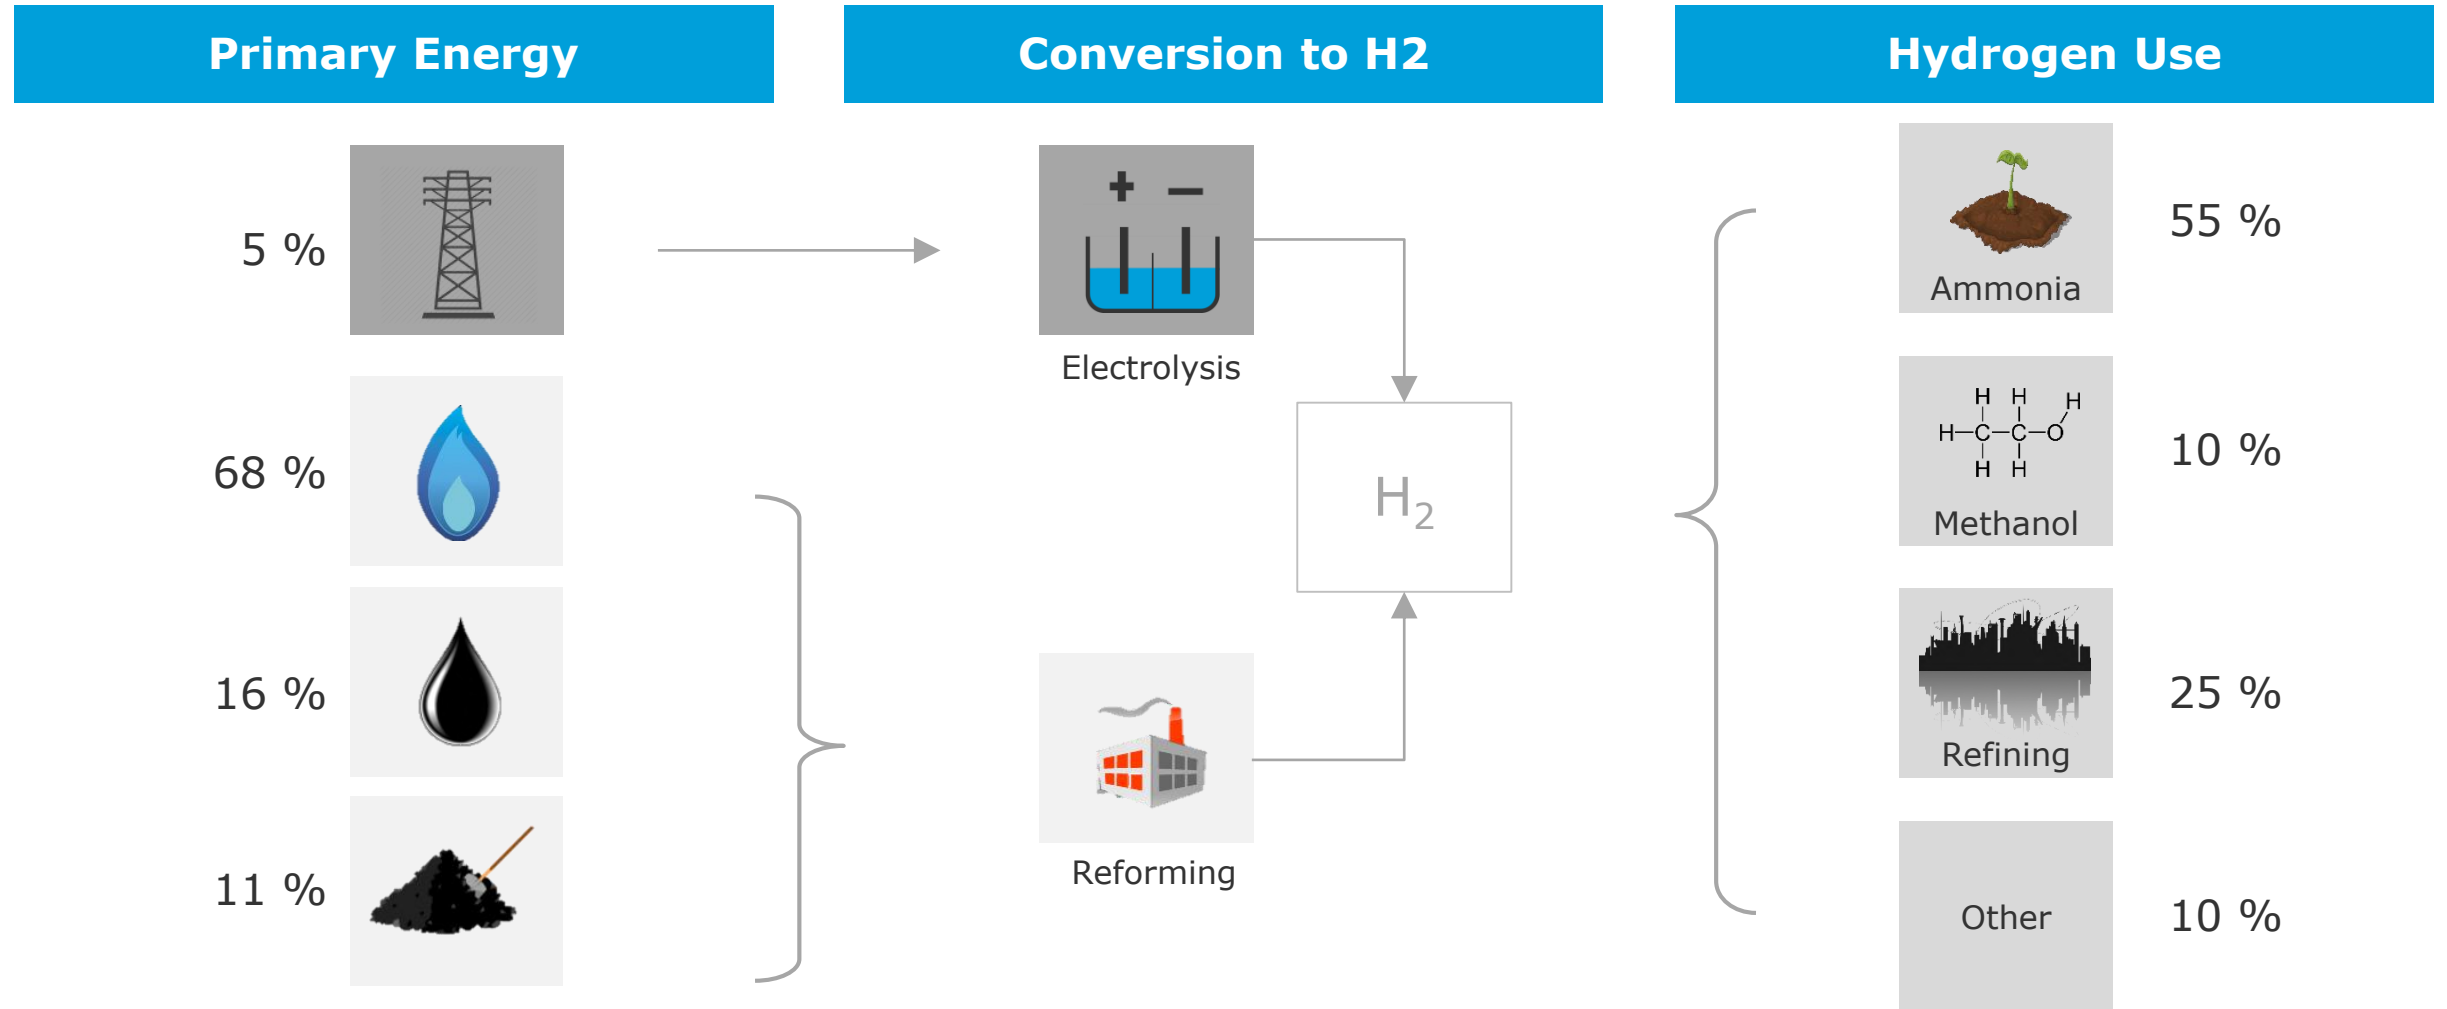 Primary Energy
Conversion to H2
Hydrogen Use
5 %
68 %
16 %
11 %
+ −
Electrolysis
H₂
Reforming
Ammonia
55 %
H H H
H—C—C—O
H H
Methanol
10 %
Refining
25 %
Other
10 %